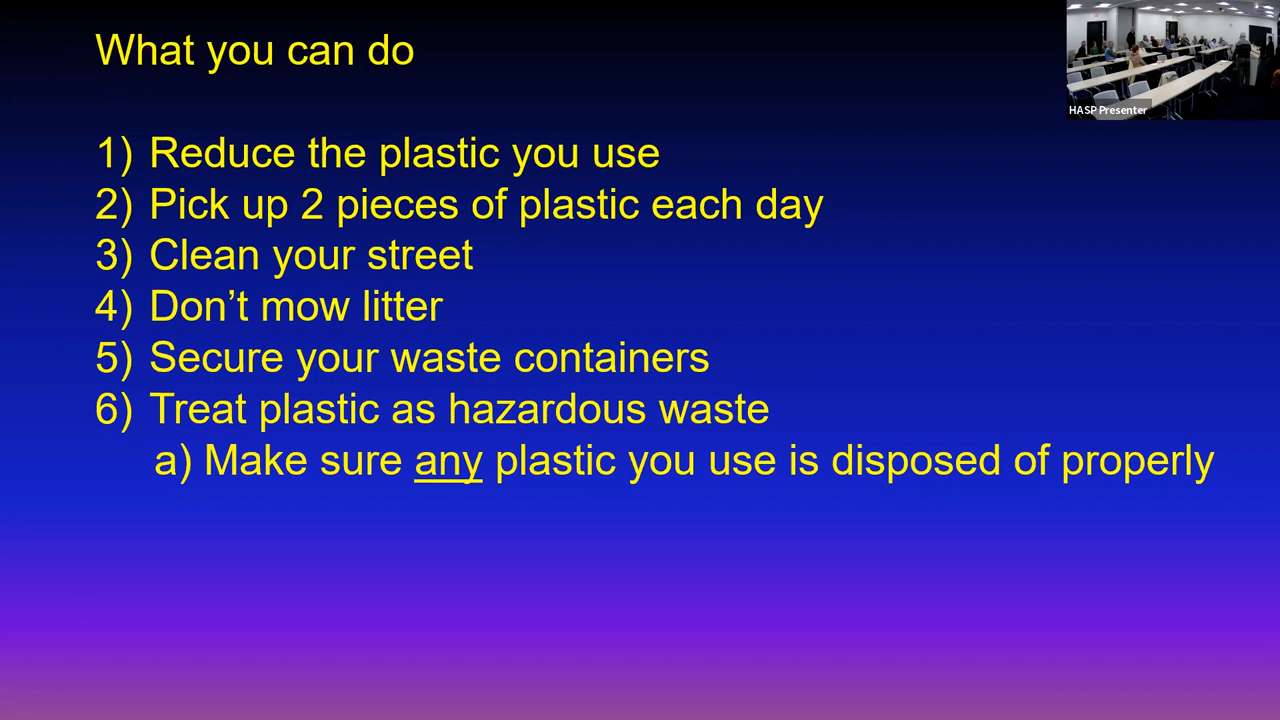 What you can do
HASP Presenter
1) Reduce the plastic you use
2) Pick up 2 pieces of plastic each day
3) Clean your street
4) Don’t mow litter
5) Secure your waste containers
6) Treat plastic as hazardous waste
a) Make sure any plastic you use is disposed of properly